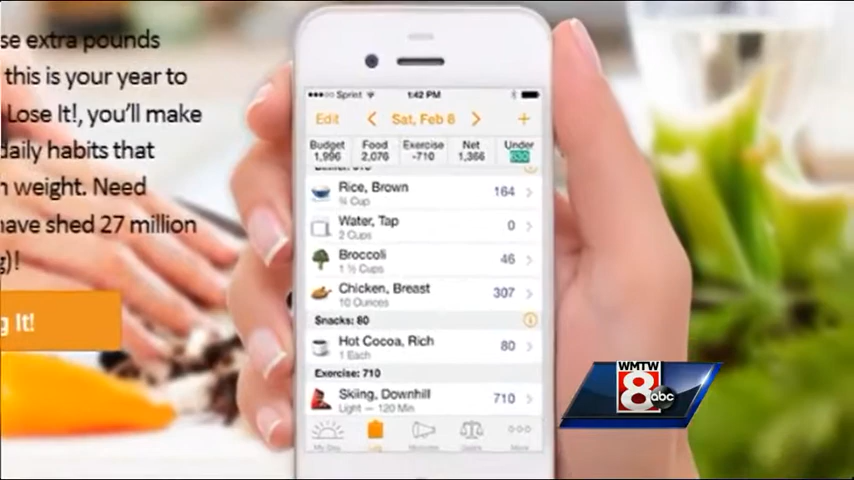 se extra pounds
this is your year to
Lose It!, you'll make
daily habits that
n weight. Need
have shed 27 million
g)!
g It!
Sprint
1:42 PM
Edit
Sat, Feb 8
+
Budget Food Exercise Net Under
1,996 2,076 -710 1,366 630
Rice, Brown 164
¾ Cup
Water, Tap 0
2 Cups
Broccoli 46
1 ½ Cups
Chicken, Breast 307
10 Ounces
Snacks: 80
Hot Cocoa, Rich 80
1 Each
Exercise: 710
Skiing, Downhill 710
Light — 120 Min
My Day Log Goals More
WMTW
8 abc